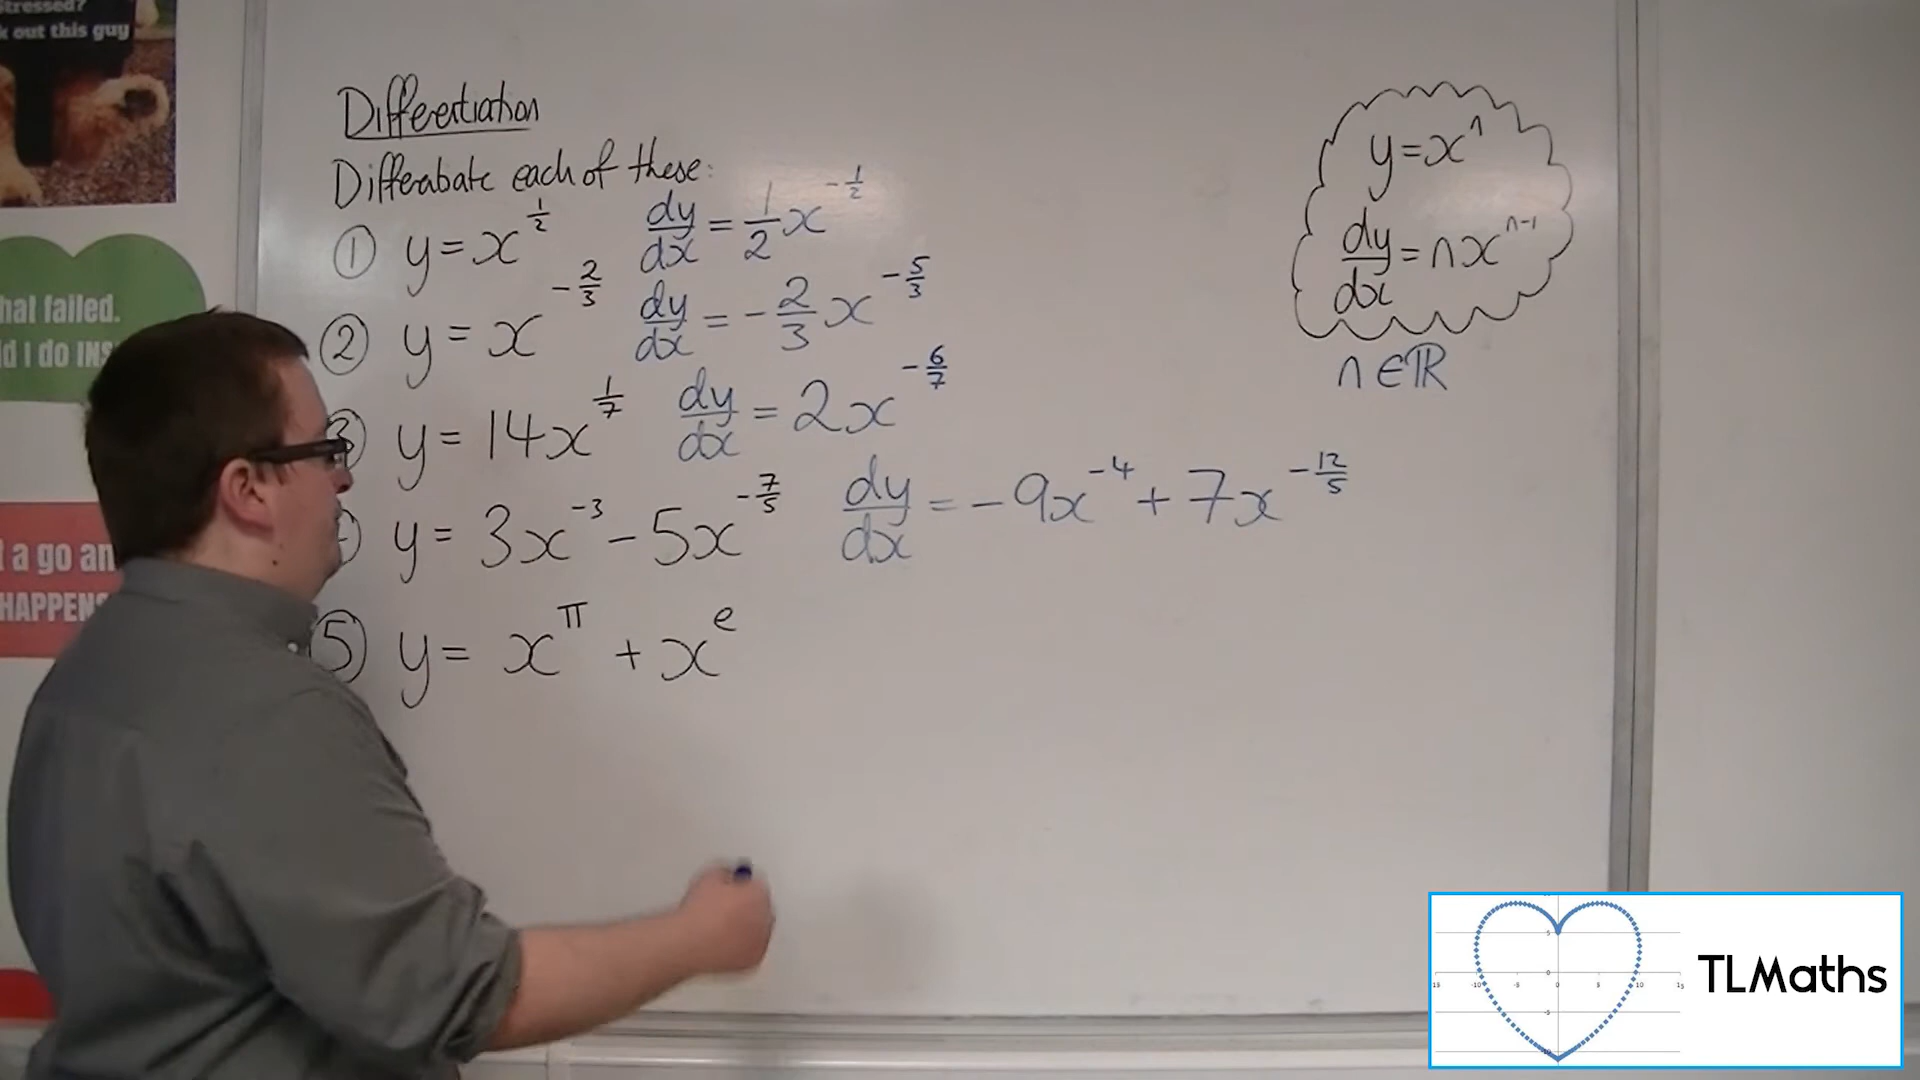 Stressed?
k out this guy
hat failed.
d I do INS
a go an
HAPPENS
Differentiation
Differentiate each of these:
① y = x^{1/2} dy/dx = 1/2 x^{-1/2}
② y = x^{-2/3} dy/dx = -2/3 x^{-5/3}
③ y = 14x^{1/7} dy/dx = 2x^{-6/7}
y = 3x^{-3} - 5x^{-7/5} dy/dx = -9x^{-4} + 7x^{-12/5}
⑤ y = x^π + x^e
y = x^n
dy/dx = nx^{n-1}
n ∈ ℝ
TLMaths